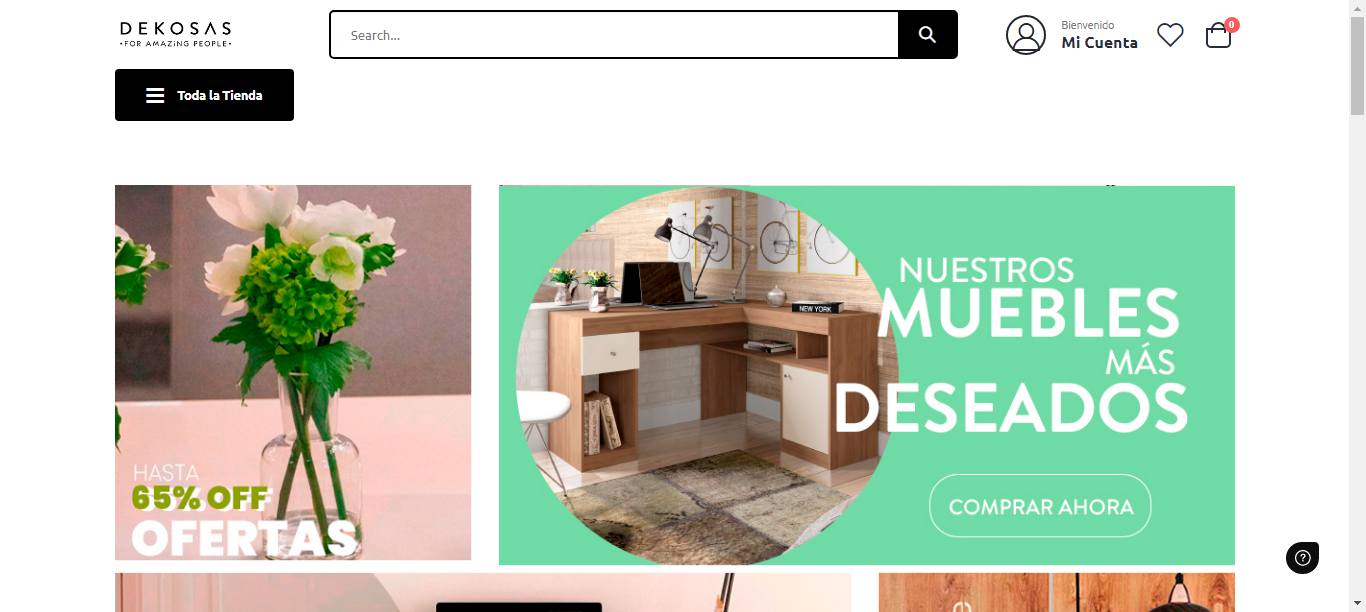 DEKOSAS
•FOR AMAZING PEOPLE•
Search...
Bienvenido
Mi Cuenta
0
Toda la Tienda
HASTA
65% OFF
OFERTAS
NEW YORK
NUESTROS
MUEBLES
MÁS
DESEADOS
COMPRAR AHORA
?